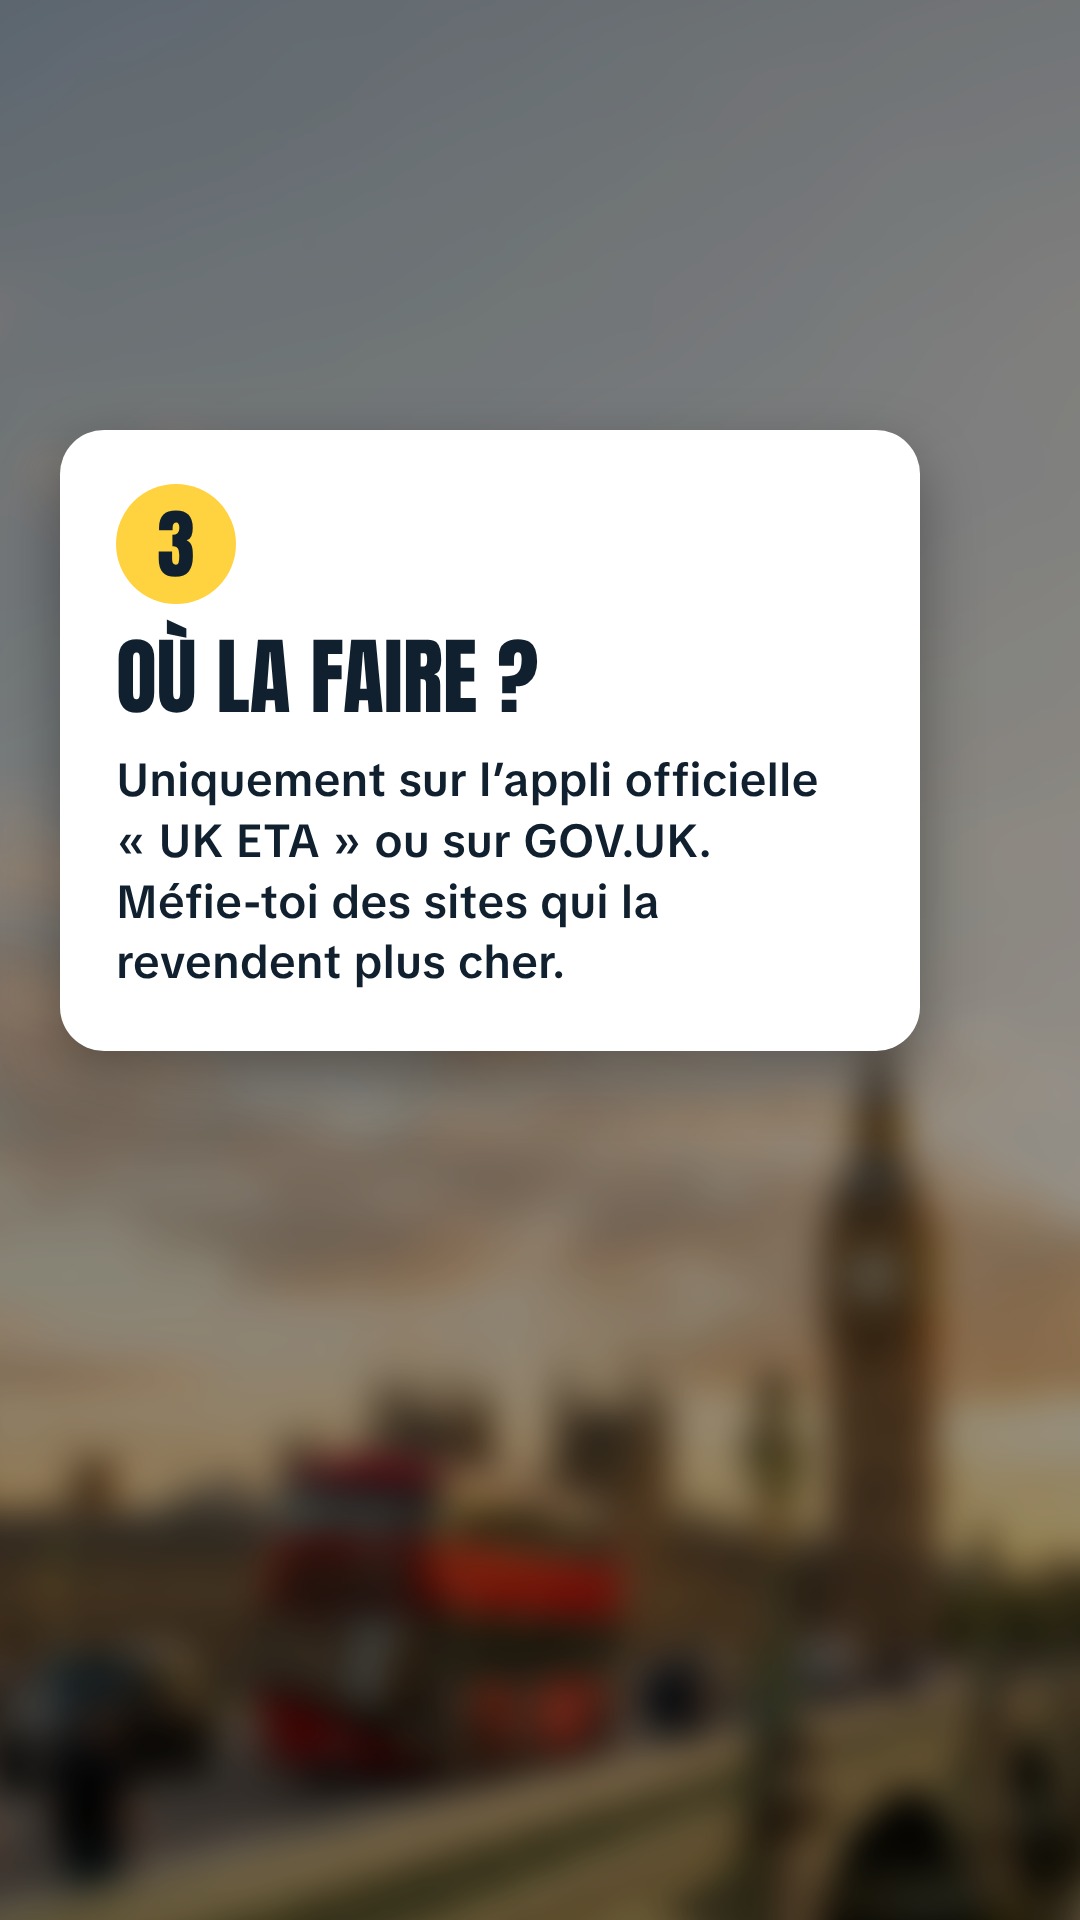 3
OÙ LA FAIRE ?
Uniquement sur l’appli officielle
« UK ETA » ou sur GOV.UK.
Méfie-toi des sites qui la
revendent plus cher.